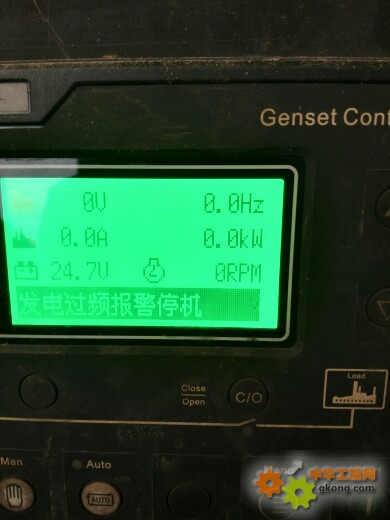 Genset Cont
0V 0.0Hz
0.0A 0.0kW
24.7V 0RPM
发电过频报警停机
Load
Close
Open
C/O
Man
Auto
AUTO
中华工控网
gkong.com